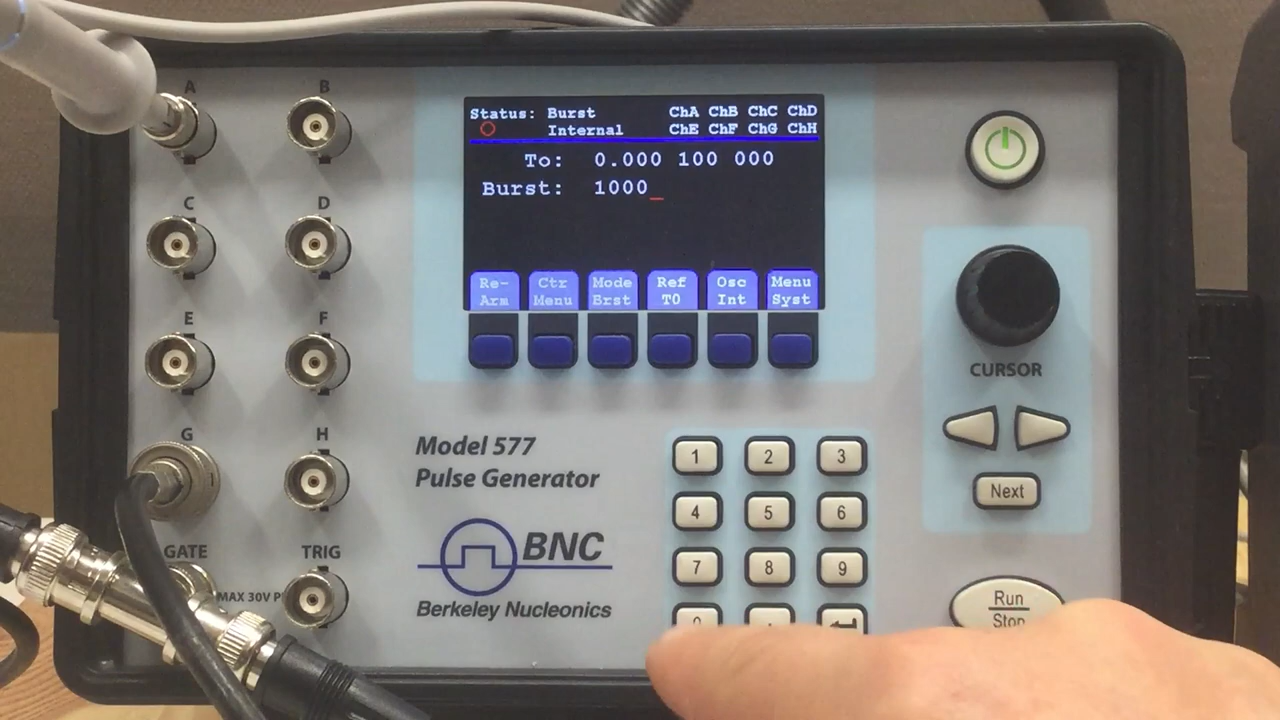 A B
Status: Burst ChA ChB ChC ChD
Internal ChE ChF ChG ChH
To: 0.000 100 000
Burst: 1000_
C D
Re-Arm Ctr Menu Mode Brst Ref T0 Osc Int Menu Syst
E F
CURSOR
G H
Model 577
Pulse Generator
1 2 3
Next
4 5 6
BNC
Berkeley Nucleonics
7 8 9
GATE TRIG
MAX 30V
Run
Stop